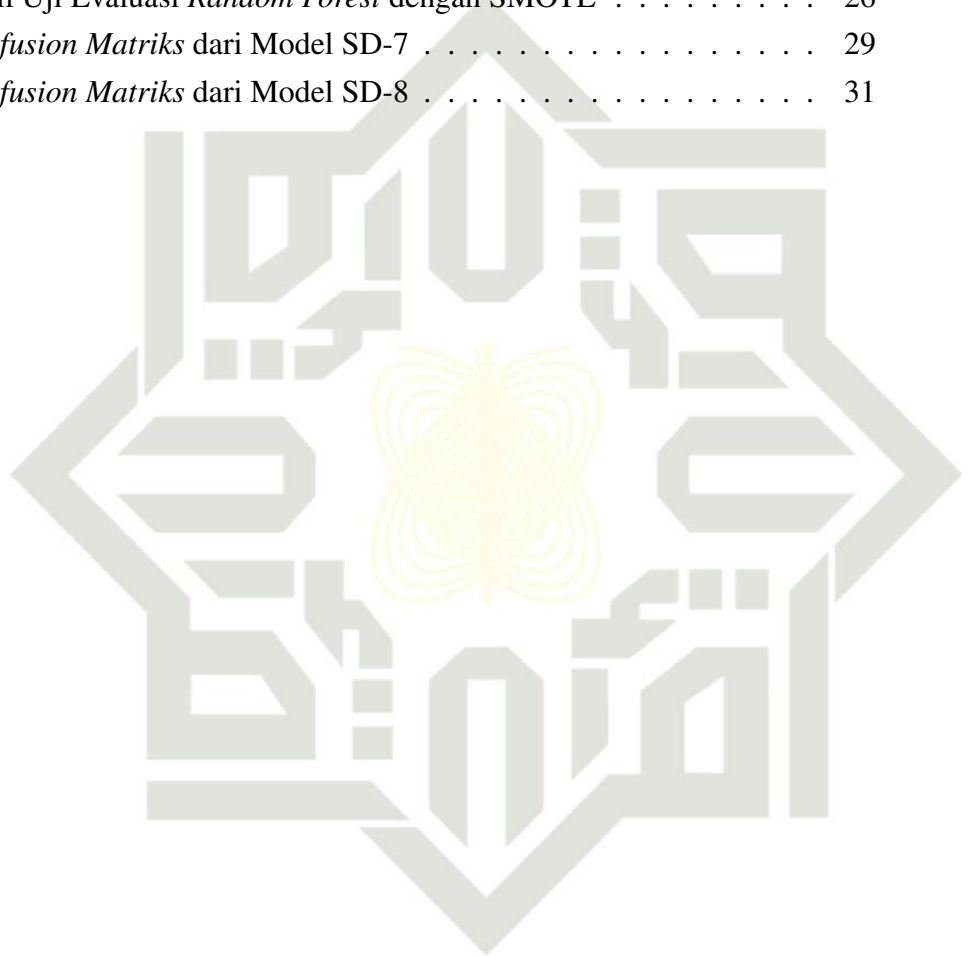 Uji Evaluasi Random Forest dengan SMOTE . . . . . . . . . 26
fusion Matriks dari Model SD-7 . . . . . . . . . . . . . . . . . . 29
fusion Matriks dari Model SD-8 . . . . . . . . . . . . . . . . . . 31